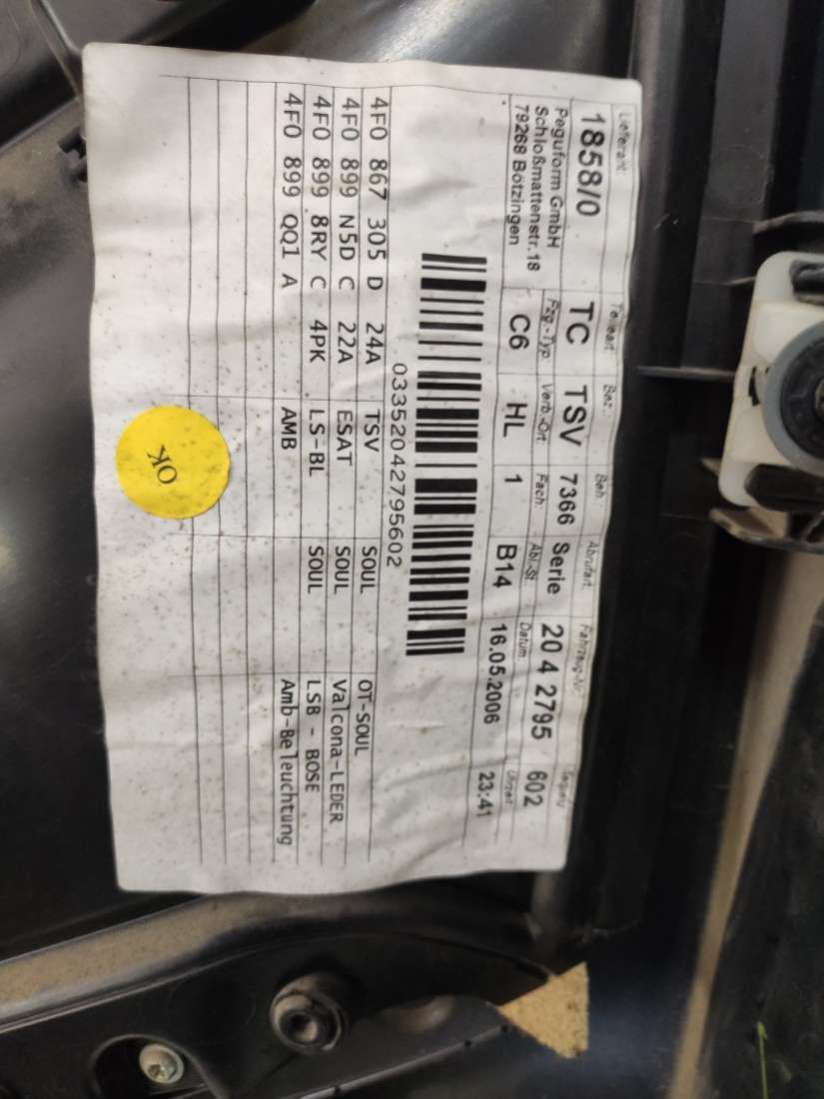 Lieferant Teileart Bez. Beh. Abrufart Fahrzeug-Nr.
1858/0 TC TSV 7366 Serie 20 4 2795 602
Peguform GmbH
Schloßmattenstr.18
79268 Bötzingen
Fzg.-Typ Verb.-Ort Fach. Abl.-St. Datum Uhrzeit
C6 HL 1 B14 16.05.2006 23:41
03352042795602
4F0 867 305 D 24A TSV SOUL OT-SOUL
4F0 899 N5D C 22A ESAT SOUL Valcona-LEDER
4F0 899 8RY C 4PK LS-BL SOUL LSB - BOSE
4F0 899 QQ1 A AMB Amb-Beleuchtung
OK